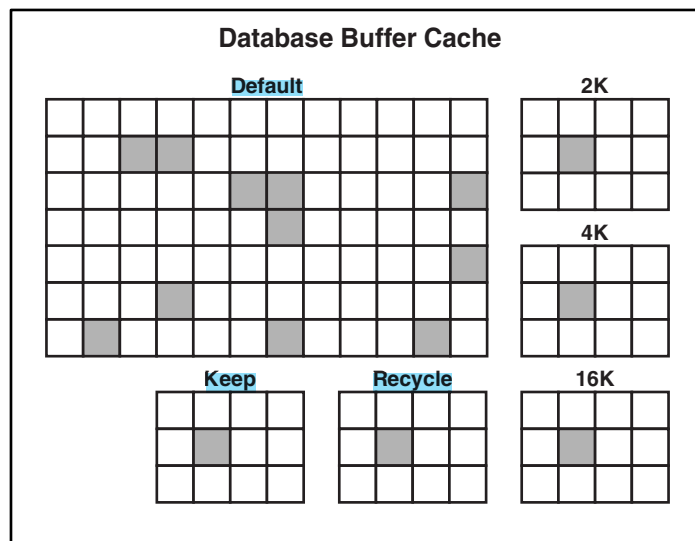 Database Buffer Cache
Default
2K
4K
Keep
Recycle
16K